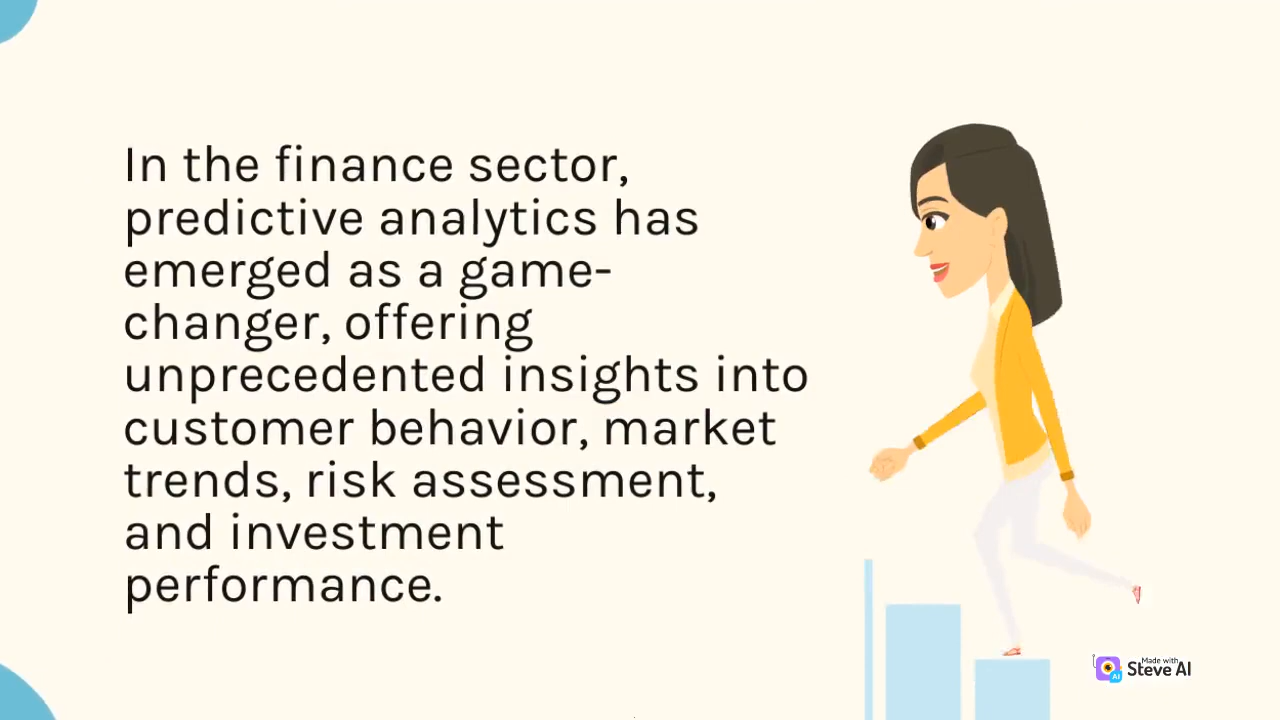 In the finance sector,
predictive analytics has
emerged as a game-
changer, offering
unprecedented insights into
customer behavior, market
trends, risk assessment,
and investment
performance.
Made with
Steve AI
AI